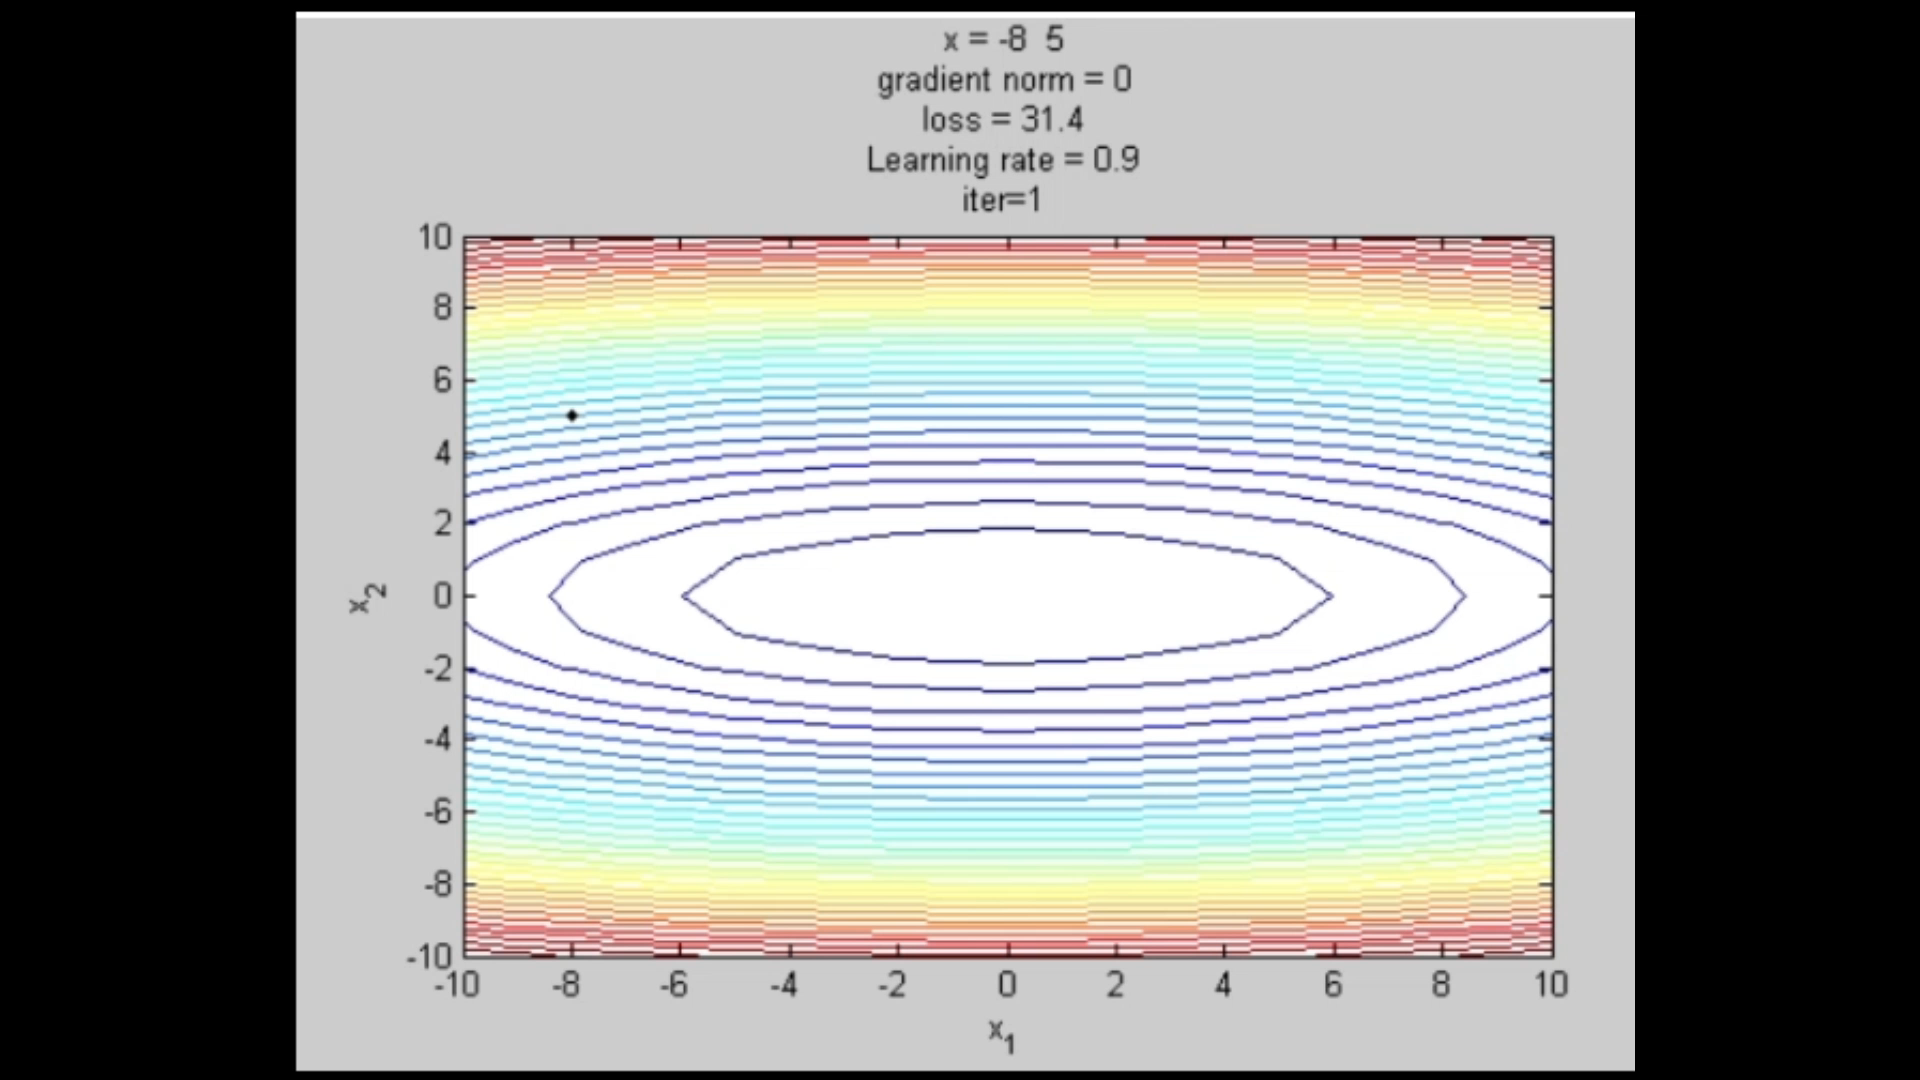 x = -8 5
gradient norm = 0
loss = 31.4
Learning rate = 0.9
iter=1
10
8
6
4
2
0
-2
-4
-6
-8
-10
x2
-10 -8 -6 -4 -2 0 2 4 6 8 10
x1